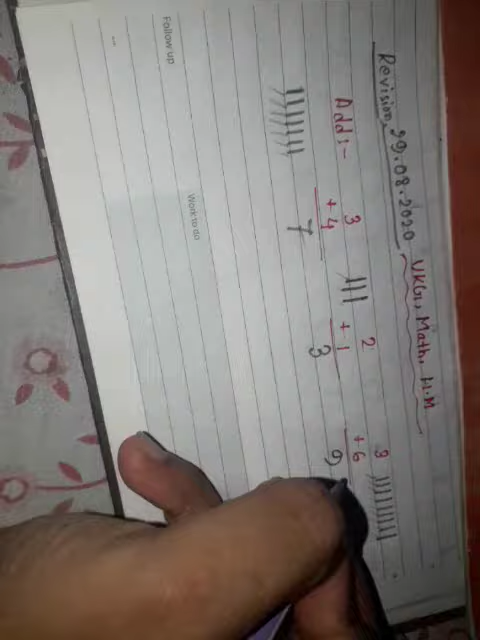 Revision 29.08.2020 UKG, Math, H.M
Add:-
3 2 3
+4 +1 +6
7 3 9
Follow up
Work to do